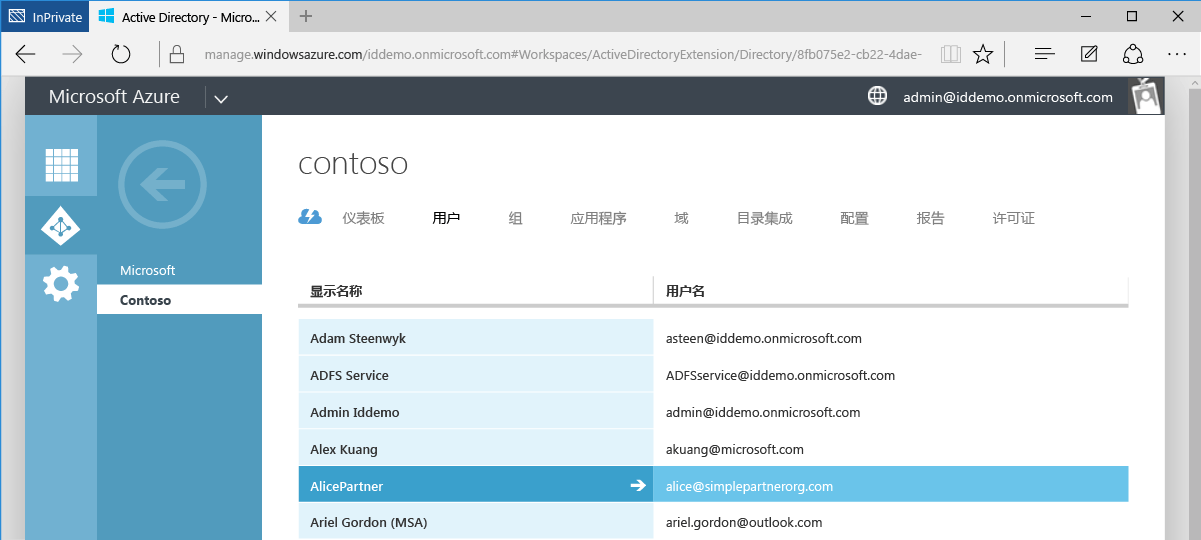 InPrivate Active Directory - Micro...
manage.windowsazure.com/iddemo.onmicrosoft.com#Workspaces/ActiveDirectoryExtension/Directory/8fb075e2-cb22-4dae-
Microsoft Azure admin@iddemo.onmicrosoft.com
Microsoft
Contoso
contoso
仪表板 用户 组 应用程序 域 目录集成 配置 报告 许可证
显示名称 用户名
Adam Steenwyk asteen@iddemo.onmicrosoft.com
ADFS Service ADFSservice@iddemo.onmicrosoft.com
Admin Iddemo admin@iddemo.onmicrosoft.com
Alex Kuang akuang@microsoft.com
AlicePartner alice@simplepartnerorg.com
Ariel Gordon (MSA) ariel.gordon@outlook.com